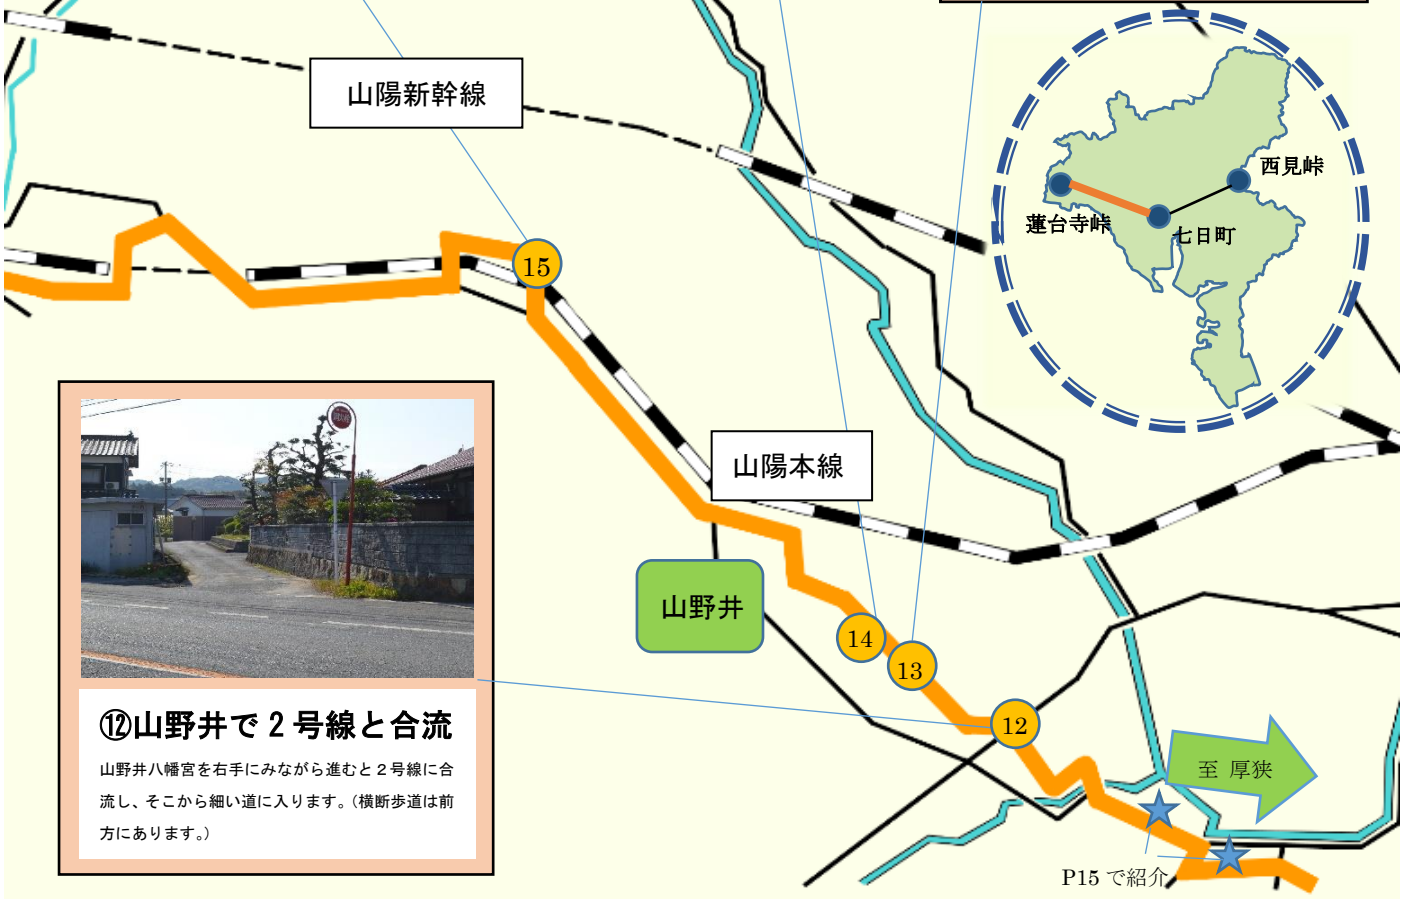 山陽新幹線
西見峠
蓮台寺峠
七日町
15
山陽本線
山野井
14
13
12
至 厚狭
P15 で紹介
⑫山野井で 2 号線と合流
山野井八幡宮を右手にみながら進むと２号線に合
流し、そこから細い道に入ります。（横断歩道は前
方にあります。）